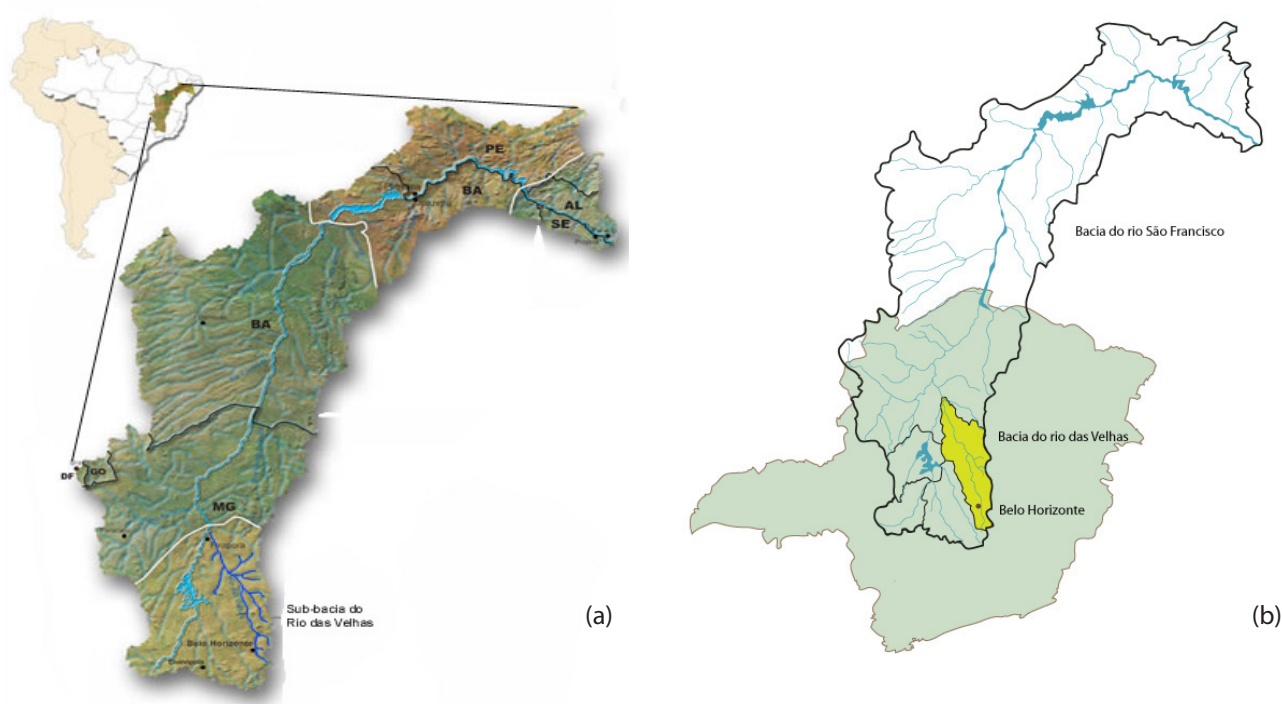 PE
BA
AL
SE
BA
DF
GO
MG
Pirapora
Sub-bacia do
Rio das Velhas
Belo Horizonte
(a)
Bacia do rio São Francisco
Bacia do rio das Velhas
Belo Horizonte
(b)